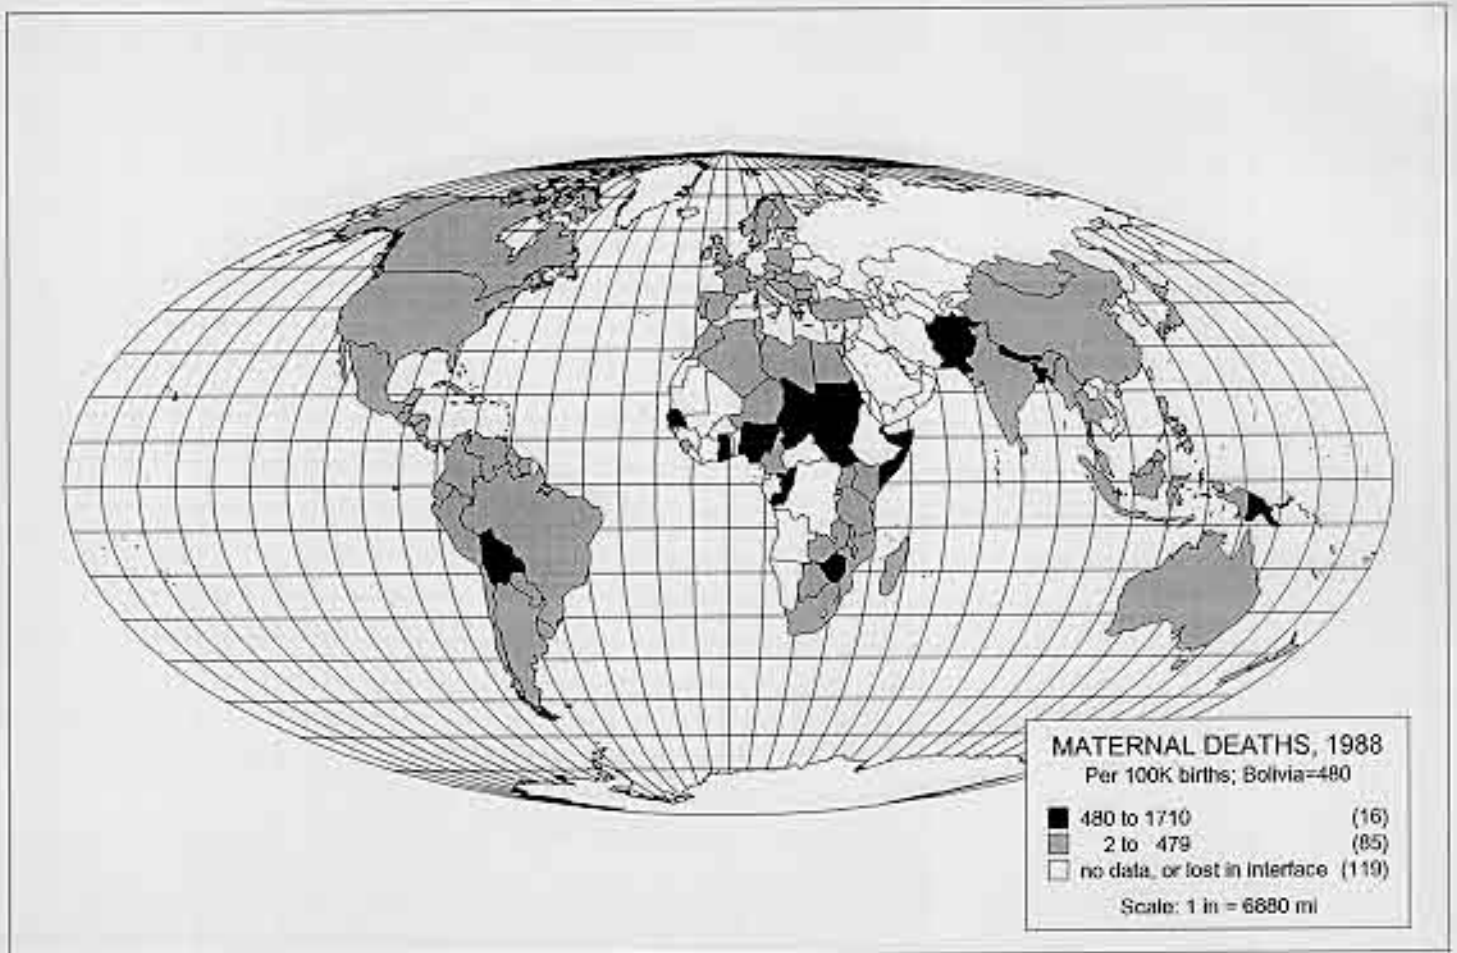 MATERNAL DEATHS, 1988
Per 100K births; Bolivia=480
480 to 1710 (16)
2 to 479 (85)
no data, or lost in interface (119)
Scale: 1 in = 6880 mi